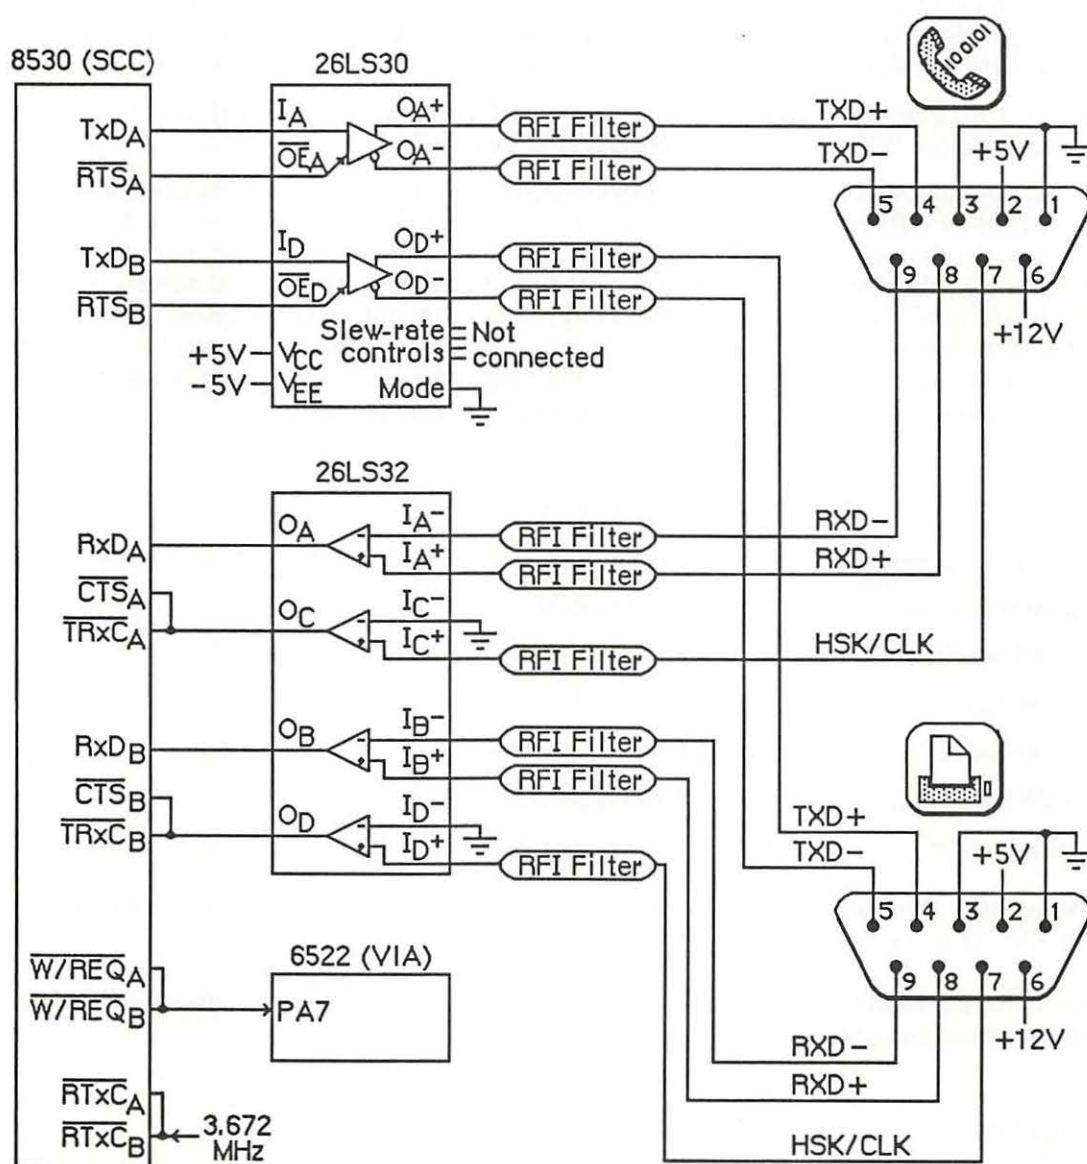 8530 (SCC)
26LS30
100101
TxDA
IA
OA+
RFI Filter
TXD+
+5V
RTSA
OEA
OA-
RFI Filter
TXD-
5 4 3 2 1
TxDB
ID
OD+
RFI Filter
9 8 7 6
RTSB
OED
OD-
RFI Filter
+12V
Slew-rate
controls
Not
connected
+5V
VCC
-5V
VEE
Mode
26LS32
RxDA
OA
IA-
RFI Filter
RXD-
IA+
RFI Filter
RXD+
CTSA
TRxCA
OC
IC-
IC+
RFI Filter
HSK/CLK
RxDB
OB
IB-
RFI Filter
IB+
RFI Filter
CTSB
TRxCB
OD
ID-
ID+
RFI Filter
TXD+
TXD-
+5V
5 4 3 2 1
9 8 7 6
+12V
W/REQA
W/REQB
6522 (VIA)
PA7
RXD-
RXD+
HSK/CLK
RTxCA
RTxCB
3.672
MHz